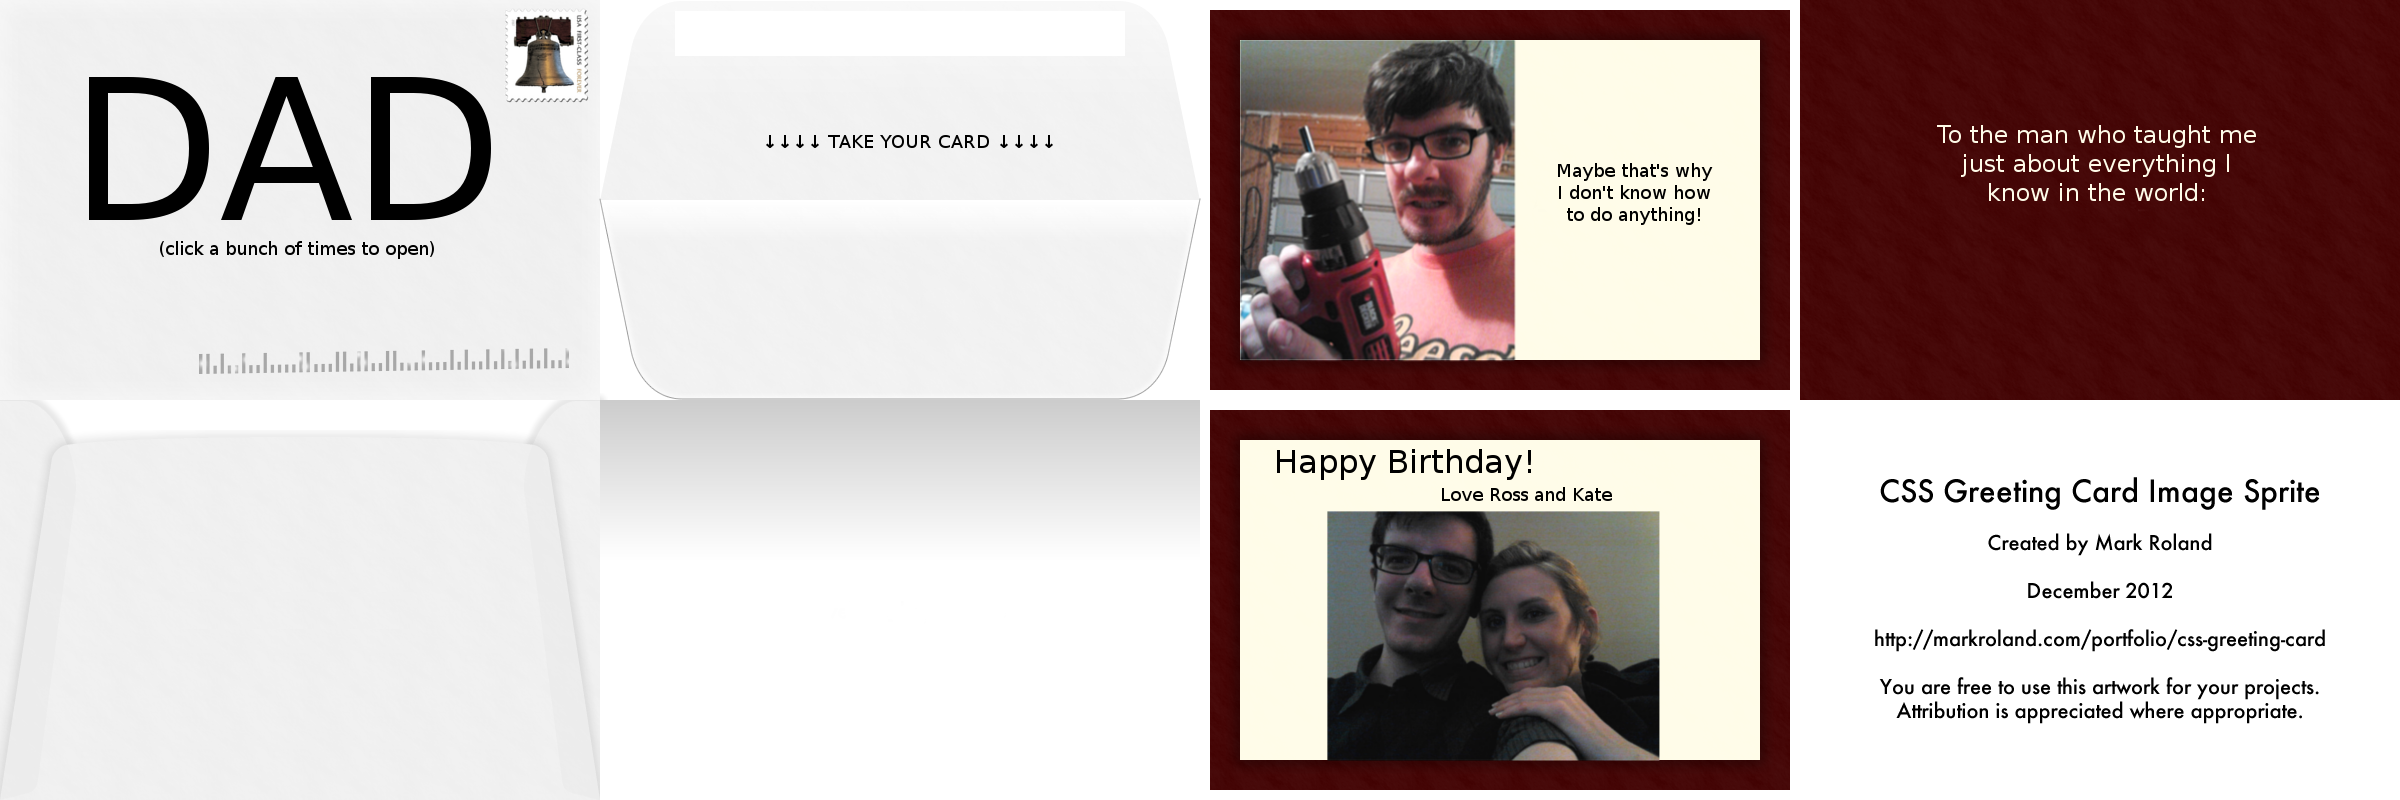 DAD
(click a bunch of times to open)
USA FIRST-CLASS FOREVER
↓↓↓↓ TAKE YOUR CARD ↓↓↓↓
Maybe that's why
I don't know how
to do anything!
To the man who taught me
just about everything I
know in the world:
Happy Birthday!
Love Ross and Kate
CSS Greeting Card Image Sprite
Created by Mark Roland
December 2012
http://markroland.com/portfolio/css-greeting-card
You are free to use this artwork for your projects.
Attribution is appreciated where appropriate.